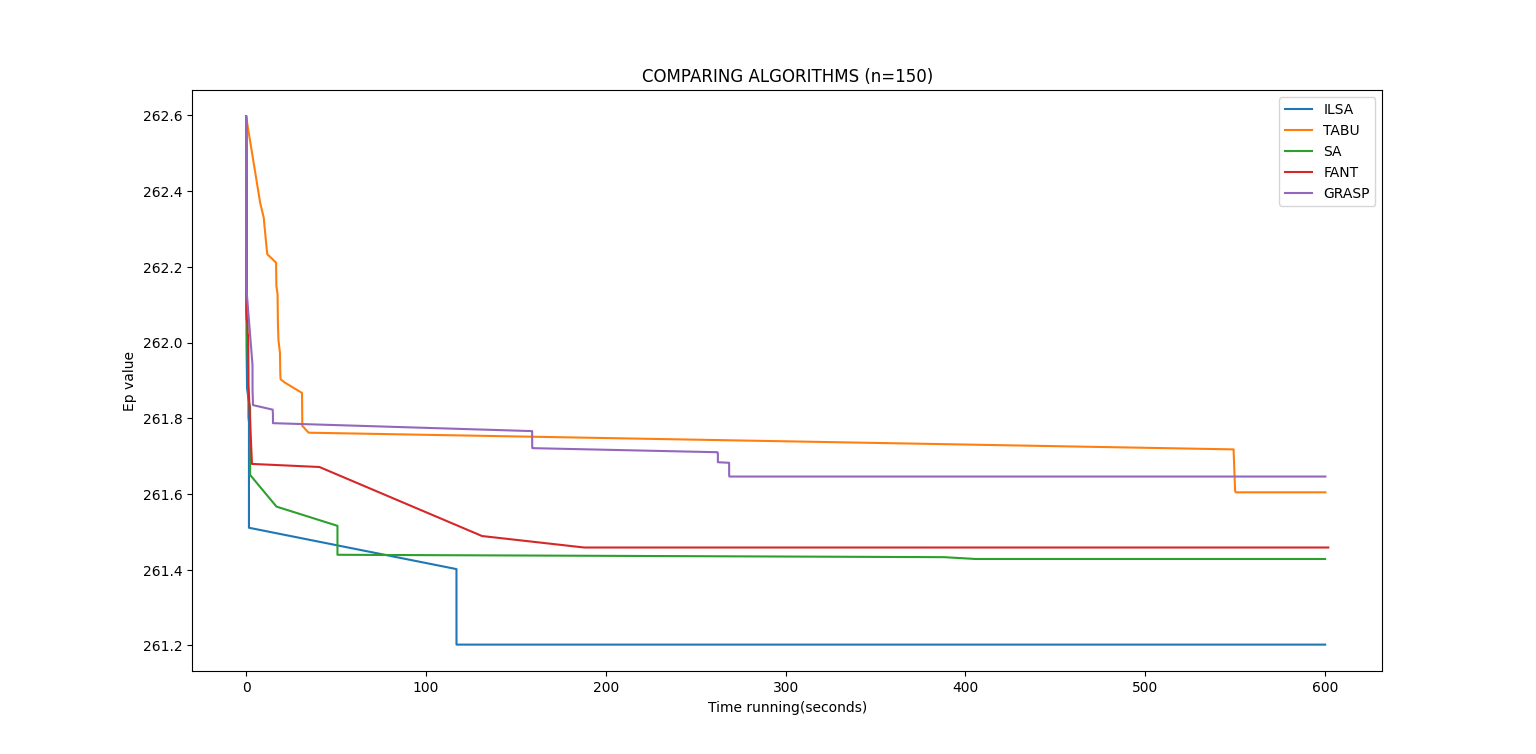 COMPARING ALGORITHMS (n=150)
ILSA
TABU
SA
FANT
GRASP
Ep value
262.6
262.4
262.2
262.0
261.8
261.6
261.4
261.2
0 100 200 300 400 500 600
Time running(seconds)